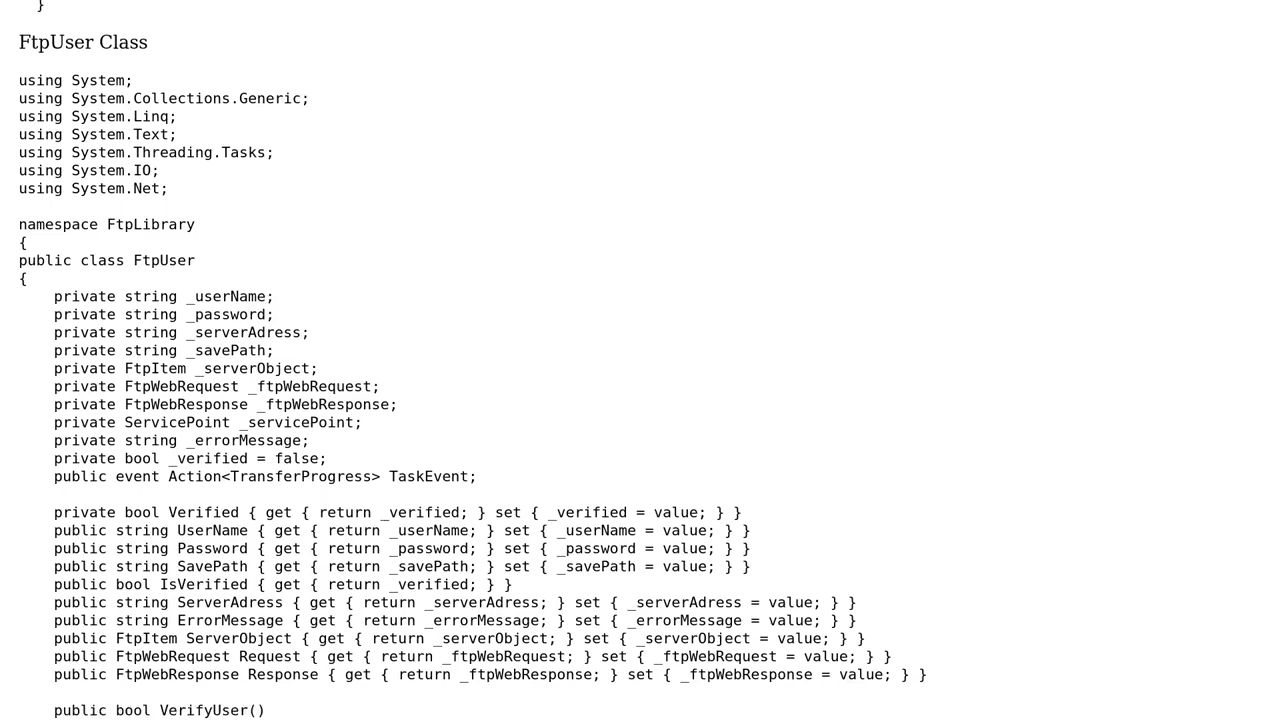 }
FtpUser Class
using System;
using System.Collections.Generic;
using System.Linq;
using System.Text;
using System.Threading.Tasks;
using System.IO;
using System.Net;
namespace FtpLibrary
{
public class FtpUser
{
private string _userName;
private string _password;
private string _serverAdress;
private string _savePath;
private FtpItem _serverObject;
private FtpWebRequest _ftpWebRequest;
private FtpWebResponse _ftpWebResponse;
private ServicePoint _servicePoint;
private string _errorMessage;
private bool _verified = false;
public event Action<TransferProgress> TaskEvent;
private bool Verified { get { return _verified; } set { _verified = value; } }
public string UserName { get { return _userName; } set { _userName = value; } }
public string Password { get { return _password; } set { _password = value; } }
public string SavePath { get { return _savePath; } set { _savePath = value; } }
public bool IsVerified { get { return _verified; } }
public string ServerAdress { get { return _serverAdress; } set { _serverAdress = value; } }
public string ErrorMessage { get { return _errorMessage; } set { _errorMessage = value; } }
public FtpItem ServerObject { get { return _serverObject; } set { _serverObject = value; } }
public FtpWebRequest Request { get { return _ftpWebRequest; } set { _ftpWebRequest = value; } }
public FtpWebResponse Response { get { return _ftpWebResponse; } set { _ftpWebResponse = value; } }
public bool VerifyUser()